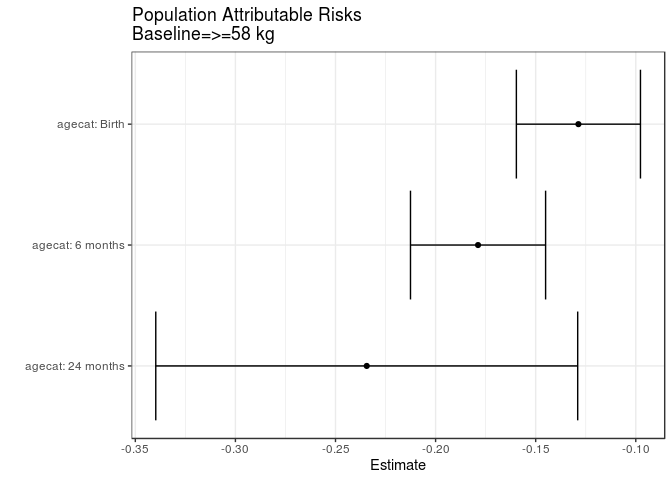 Population Attributable Risks
Baseline=>=58 kg
agecat: Birth
agecat: 6 months
agecat: 24 months
-0.35 -0.30 -0.25 -0.20 -0.15 -0.10
Estimate